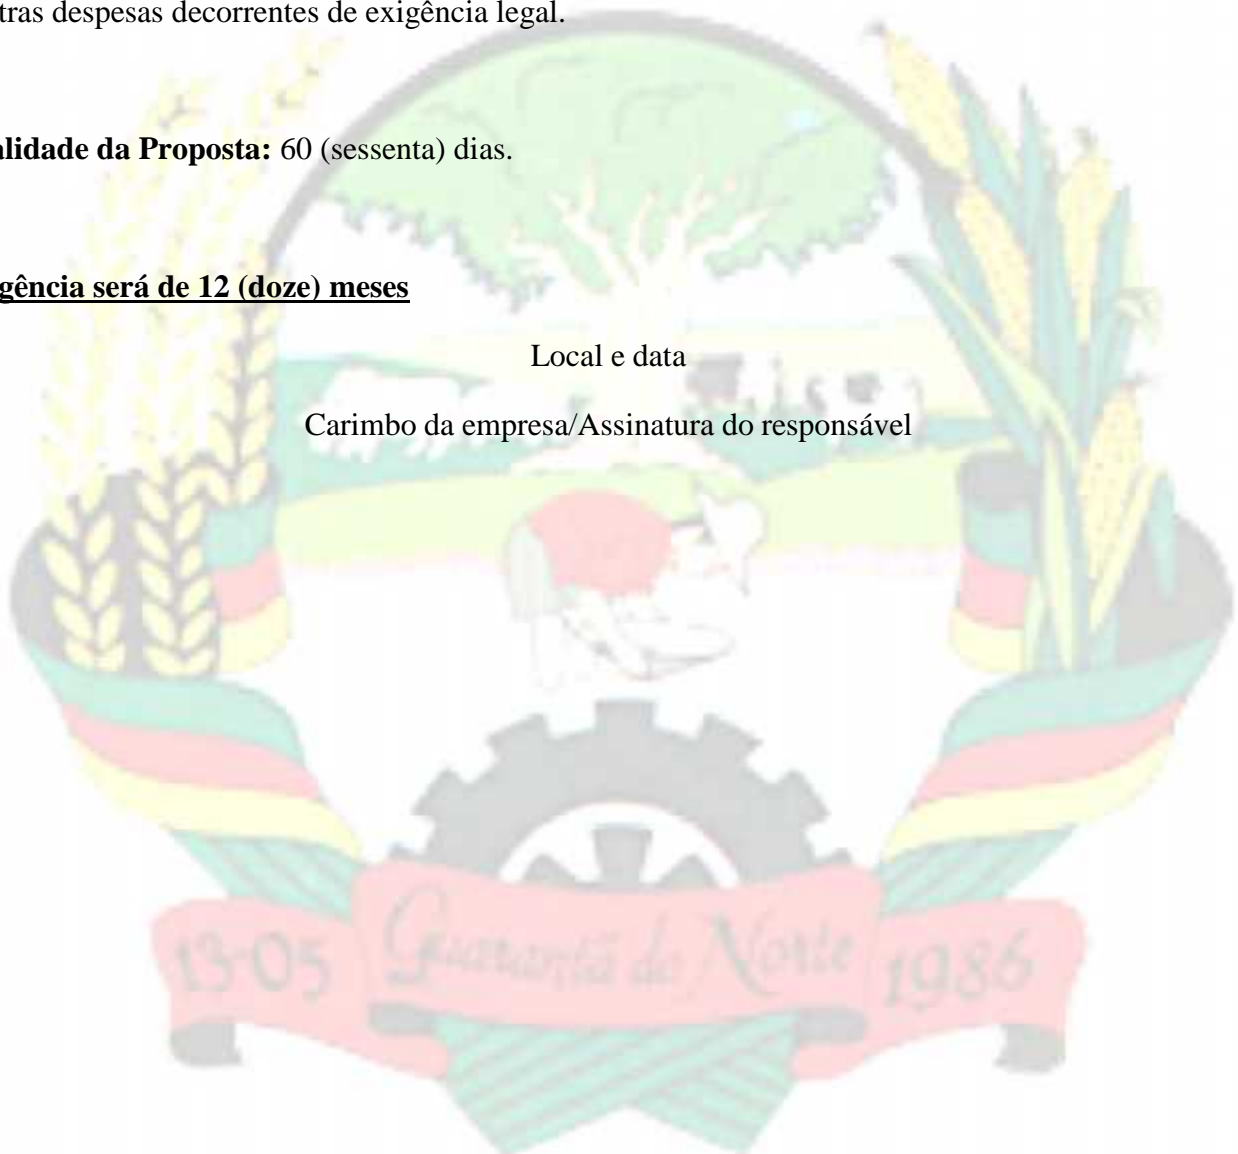 tras despesas decorrentes de exigência legal.
alidade da Proposta: 60 (sessenta) dias.
gência será de 12 (doze) meses
Local e data
Carimbo da empresa/Assinatura do responsável
13-05 Guarantã do Norte 1986